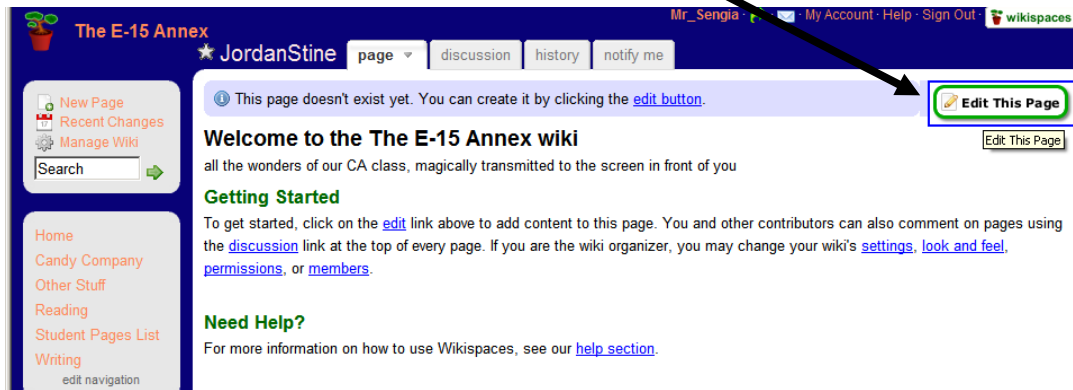 Mr_Sengia · · · My Account · Help · Sign Out · wikispaces
The E-15 Annex
JordanStine page discussion history notify me
New Page
Recent Changes
Manage Wiki
Search
Home
Candy Company
Other Stuff
Reading
Student Pages List
Writing
edit navigation
This page doesn't exist yet. You can create it by clicking the edit button.
Edit This Page
Edit This Page
Welcome to the The E-15 Annex wiki
all the wonders of our CA class, magically transmitted to the screen in front of you
Getting Started
To get started, click on the edit link above to add content to this page. You and other contributors can also comment on pages using
the discussion link at the top of every page. If you are the wiki organizer, you may change your wiki's settings, look and feel,
permissions, or members.
Need Help?
For more information on how to use Wikispaces, see our help section.